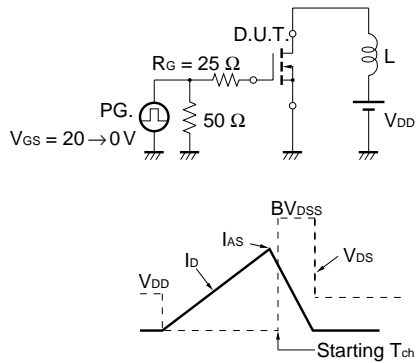 D.U.T.
RG = 25 Ω
L
PG.
50 Ω
VDD
VGS = 20 → 0 V
BVDSS
IAS
ID
VDS
VDD
Starting Tch